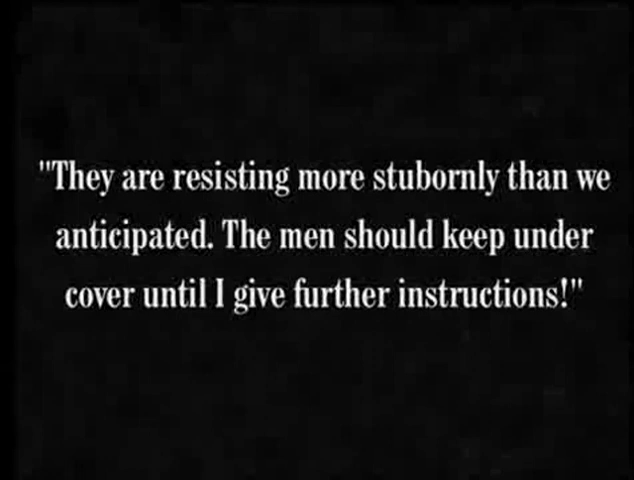 "They are resisting more stubornly than we
anticipated. The men should keep under
cover until I give further instructions!"